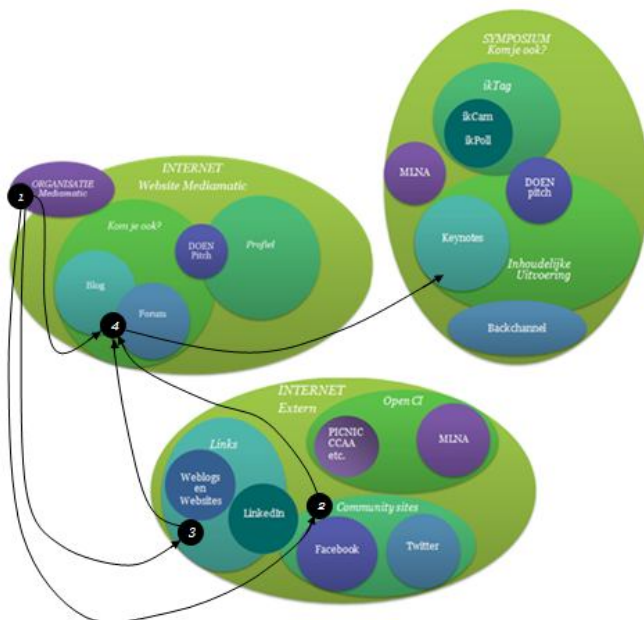 SYMPOSIUM
Kom je ook?
ikTag
ikCam
ikPoll
MLNA
DOEN
pitch
Keynotes
Inhoudelijke
Uitvoering
Backchannel
1
ORGANISATIE
Mediamatic
INTERNET
Website Mediamatic
Kom je ook?
DOEN
Pitch
Profiel
Blog
Forum
4
INTERNET
Extern
Open CI
PICNIC
CCAA
etc.
MLNA
Links
Weblogs
en
Websites
LinkedIn
2
Community sites
3
Facebook
Twitter